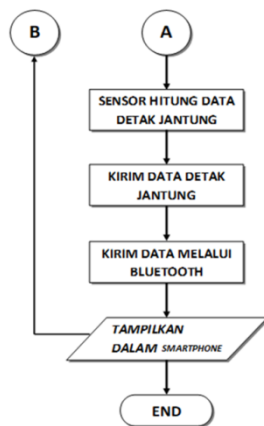 B
A
SENSOR HITUNG DATA
DETAK JANTUNG
KIRIM DATA DETAK
JANTUNG
KIRIM DATA MELALUI
BLUETOOTH
TAMPILKAN
DALAM SMARTPHONE
END